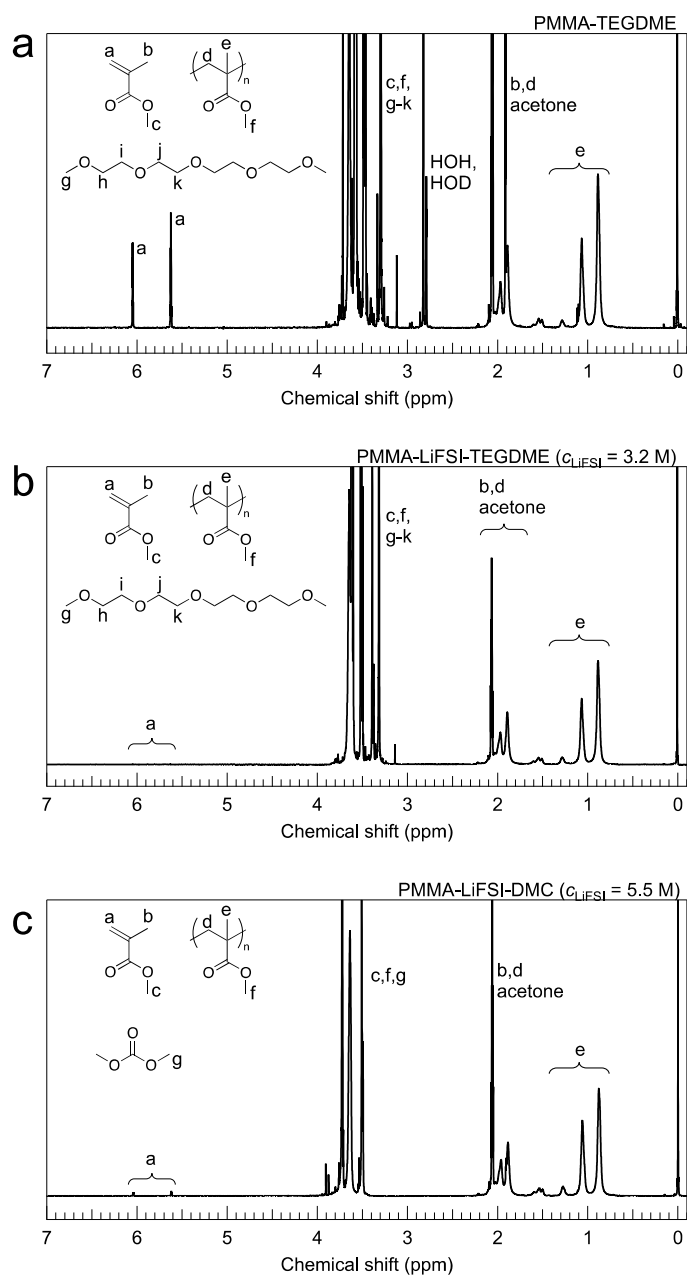 PMMA-TEGDME
a
a
b
c
O
O
d
e
n
O
O
f
g
O
h
i
O
j
k
O
O
O
a
a
c,f,
g-k
HOH,
HOD
b,d
acetone
e
7 6 5 4 3 2 1 0
Chemical shift (ppm)
PMMA-LiFSI-TEGDME (cLiFSI = 3.2 M)
b
a
b
c
O
O
d
e
n
O
O
f
g
O
h
i
O
j
k
O
O
O
a
c,f,
g-k
b,d
acetone
e
7 6 5 4 3 2 1 0
Chemical shift (ppm)
PMMA-LiFSI-DMC (cLiFSI = 5.5 M)
c
a
b
c
O
O
d
e
n
O
O
f
O
O
O
g
a
c,f,g
b,d
acetone
e
7 6 5 4 3 2 1 0
Chemical shift (ppm)